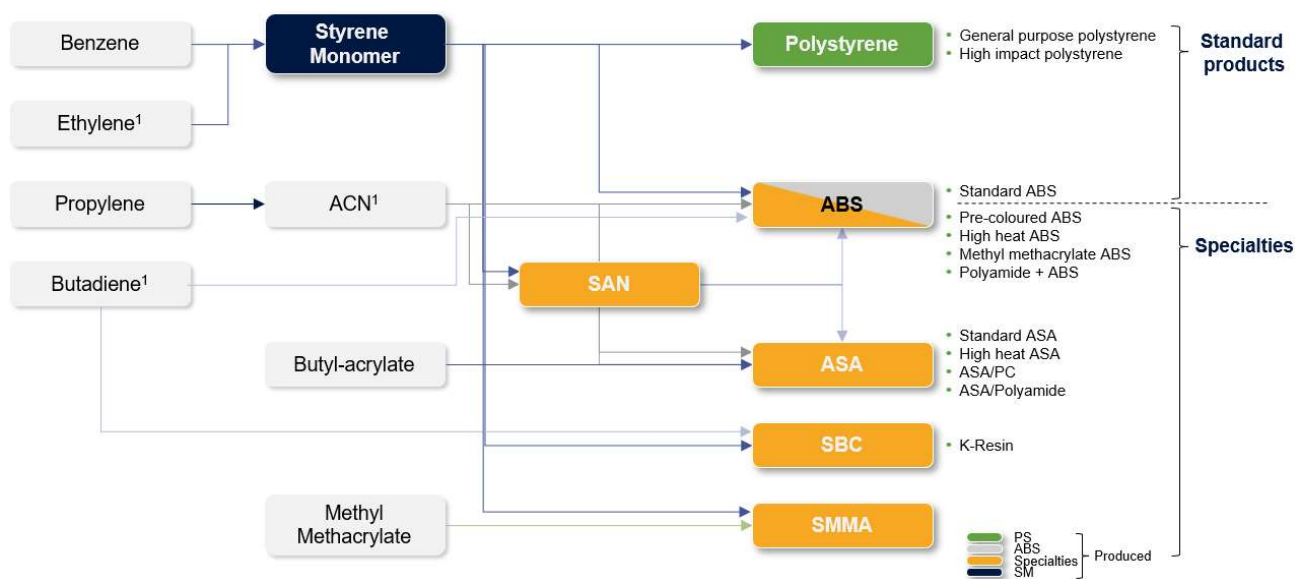 Benzene
Styrene
Monomer
Polystyrene
• General purpose polystyrene
• High impact polystyrene
Standard
products
Ethylene¹
Propylene
ACN¹
ABS
• Standard ABS
• Pre-coloured ABS
• High heat ABS
• Methyl methacrylate ABS
• Polyamide + ABS
Specialties
Butadiene¹
SAN
Butyl-acrylate
ASA
• Standard ASA
• High heat ASA
• ASA/PC
• ASA/Polyamide
SBC
• K-Resin
Methyl
Methacrylate
SMMA
PS
ABS
Specialties
SM
Produced